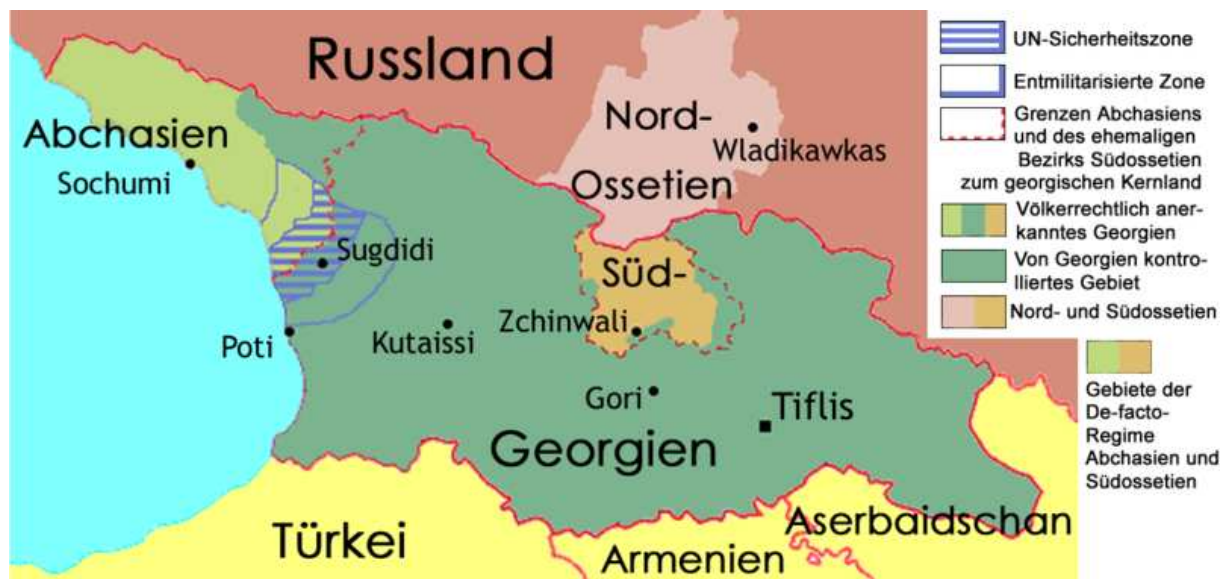 Russland
Nord-
Wladikawkas
Ossetien
Abchasien
Sochumi
Sugdidi
Süd-
Zchinwali
Poti
Kutaissi
Gori
Tiflis
Georgien
Türkei
Armenien
Aserbaidschan
UN-Sicherheitszone
Entmilitarisierte Zone
Grenzen Abchasiens
und des ehemaligen
Bezirks Südossetien
zum georgischen Kernland
Völkerrechtlich aner-
kanntes Georgien
Von Georgien kontro-
lliertes Gebiet
Nord- und Südossetien
Gebiete der
De-facto-
Regime
Abchasien und
Südossetien